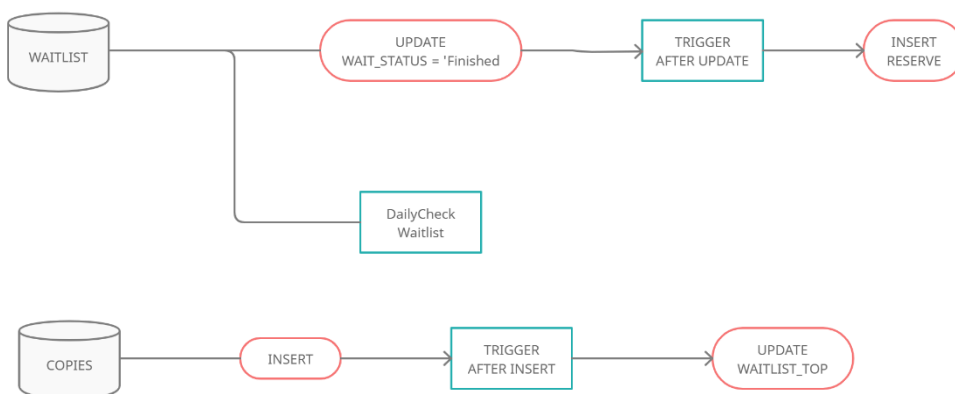 WAITLIST
UPDATE
WAIT_STATUS = 'Finished
TRIGGER
AFTER UPDATE
INSERT
RESERVE
DailyCheck
Waitlist
COPIES
INSERT
TRIGGER
AFTER INSERT
UPDATE
WAITLIST_TOP